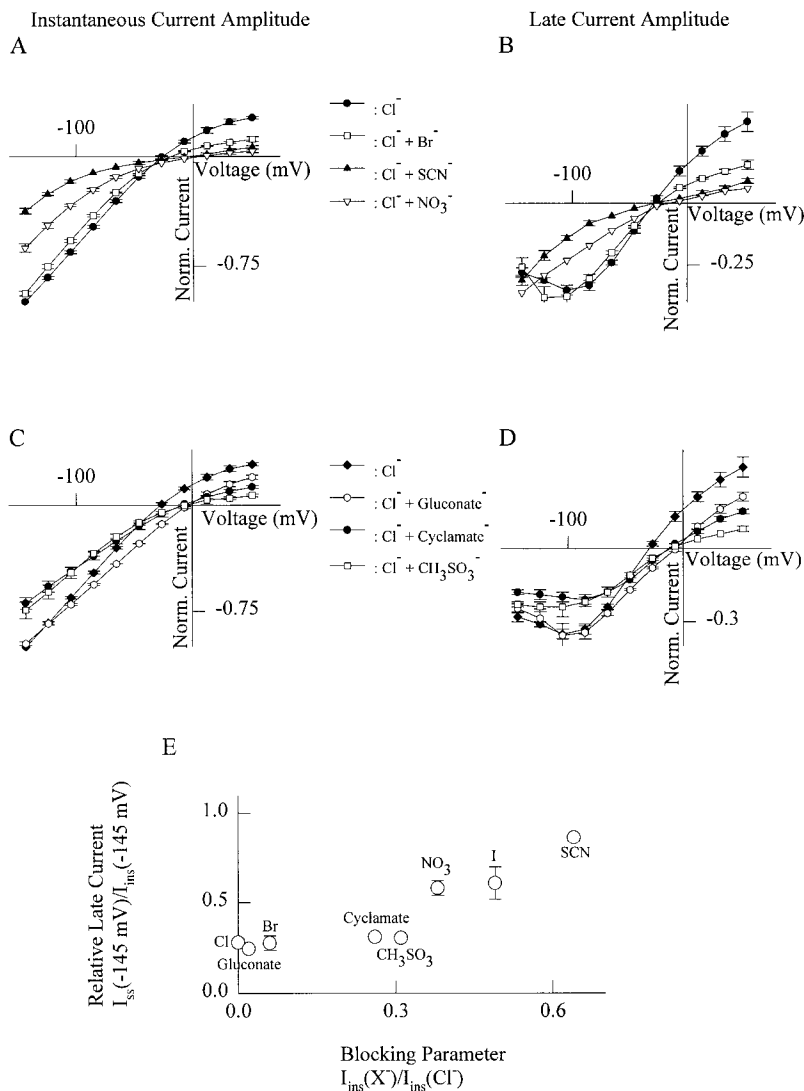 Instantaneous Current Amplitude
Late Current Amplitude
A
-100
Voltage (mV)
Norm. Current
-0.75
: Cl⁻
: Cl⁻ + Br⁻
: Cl⁻ + SCN⁻
: Cl⁻ + NO₃⁻
B
-100
Voltage (mV)
Norm. Current
-0.25
C
-100
Voltage (mV)
Norm. Current
-0.75
: Cl⁻
: Cl⁻ + Gluconate⁻
: Cl⁻ + Cyclamate⁻
: Cl⁻ + CH₃SO₃⁻
D
-100
Voltage (mV)
Norm. Current
-0.3
E
Relative Late Current
I_ss(-145 mV)/I_ins(-145 mV)
1.0
0.5
0.0
Cl
Gluconate
Br
Cyclamate
CH₃SO₃
NO₃
I
SCN
0.0
0.3
0.6
Blocking Parameter
I_ins(X⁻)/I_ins(Cl⁻)